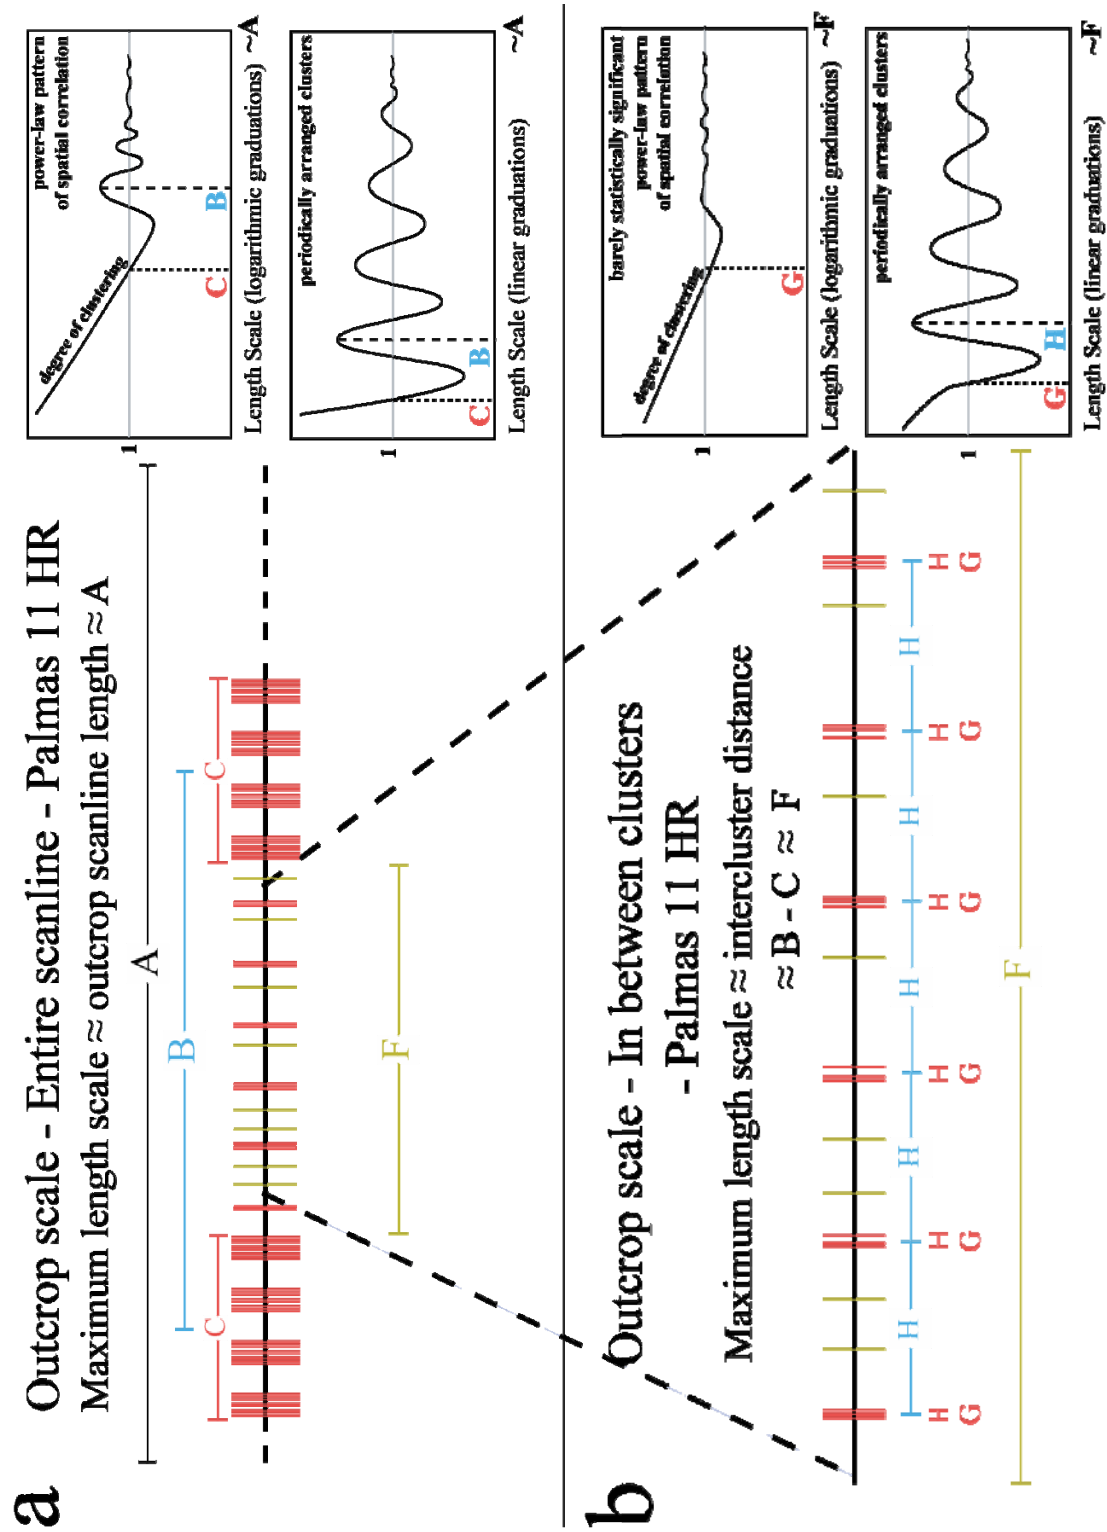 a
Outcrop scale - Entire scanline - Palmas 11 HR
Maximum length scale ≈ outcrop scanline length ≈ A
A
B
C
C
F
power-law pattern
of spatial correlation
degree of clustering
1
C
B
Length Scale (logarithmic graduations) ~A
periodically arranged clusters
1
C
B
Length Scale (linear graduations) ~A
b
Outcrop scale - In between clusters
- Palmas 11 HR
Maximum length scale ≈ intercluster distance
≈ B - C ≈ F
H H H H H
G G G G G G
F
barely statistically significant
power-law pattern
of spatial correlation
degree of clustering
1
G
Length Scale (logarithmic graduations) ~F
periodically arranged clusters
1
G
H
Length Scale (linear graduations) ~F